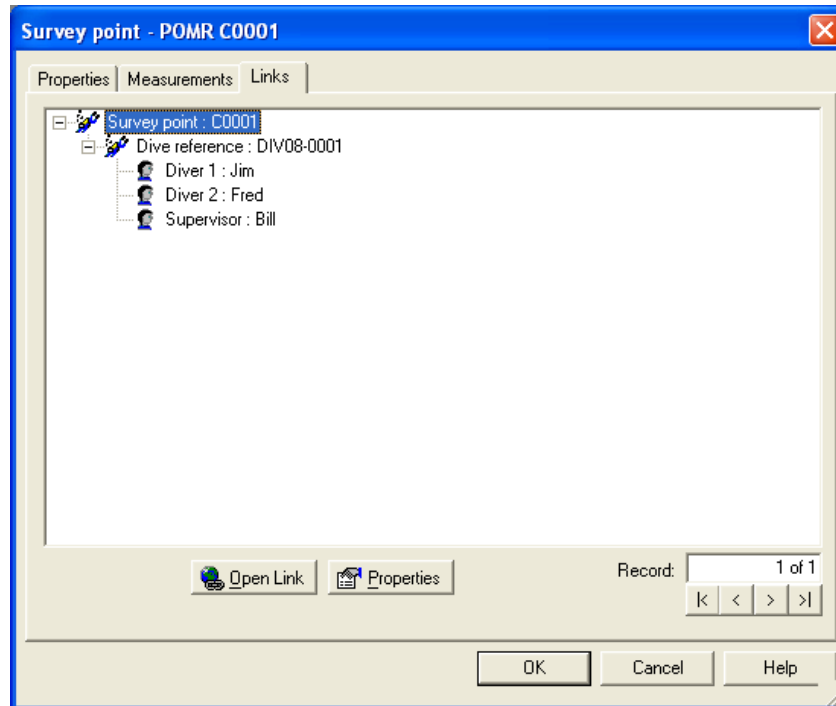 Survey point - POMR C0001
Properties Measurements Links
Survey point : C0001
Dive reference : DIV08-0001
Diver 1 : Jim
Diver 2 : Fred
Supervisor : Bill
Open Link Properties Record: 1 of 1
|< < > >|
OK Cancel Help